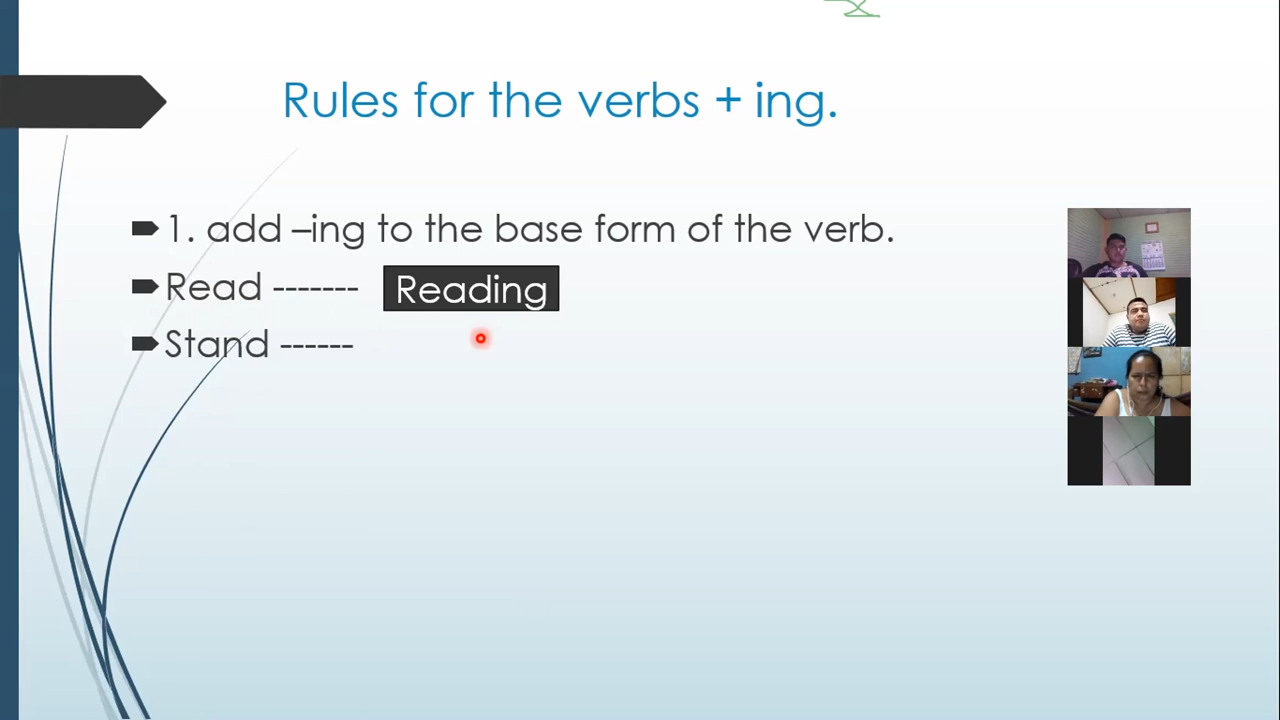 Rules for the verbs + ing.
1. add –ing to the base form of the verb.
Read ------- Reading
Stand ------